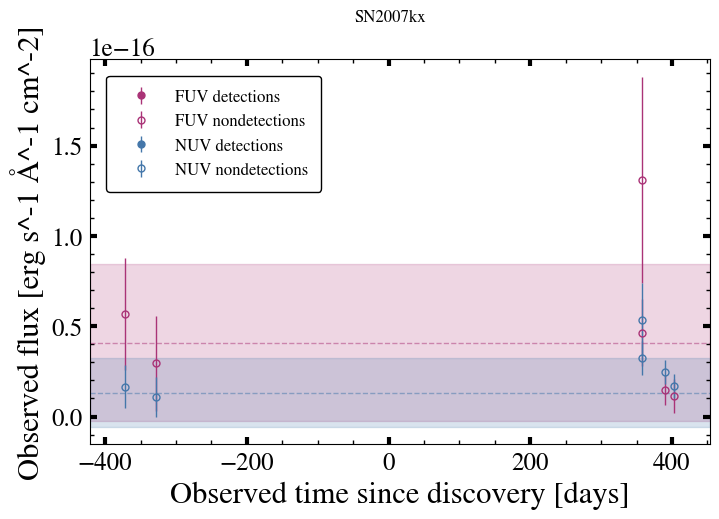 SN2007kx
1e−16
FUV detections
FUV nondetections
NUV detections
NUV nondetections
1.5
1.0
0.5
0.0
Observed flux [erg s^-1 Å^-1 cm^-2]
−400 −200 0 200 400
Observed time since discovery [days]